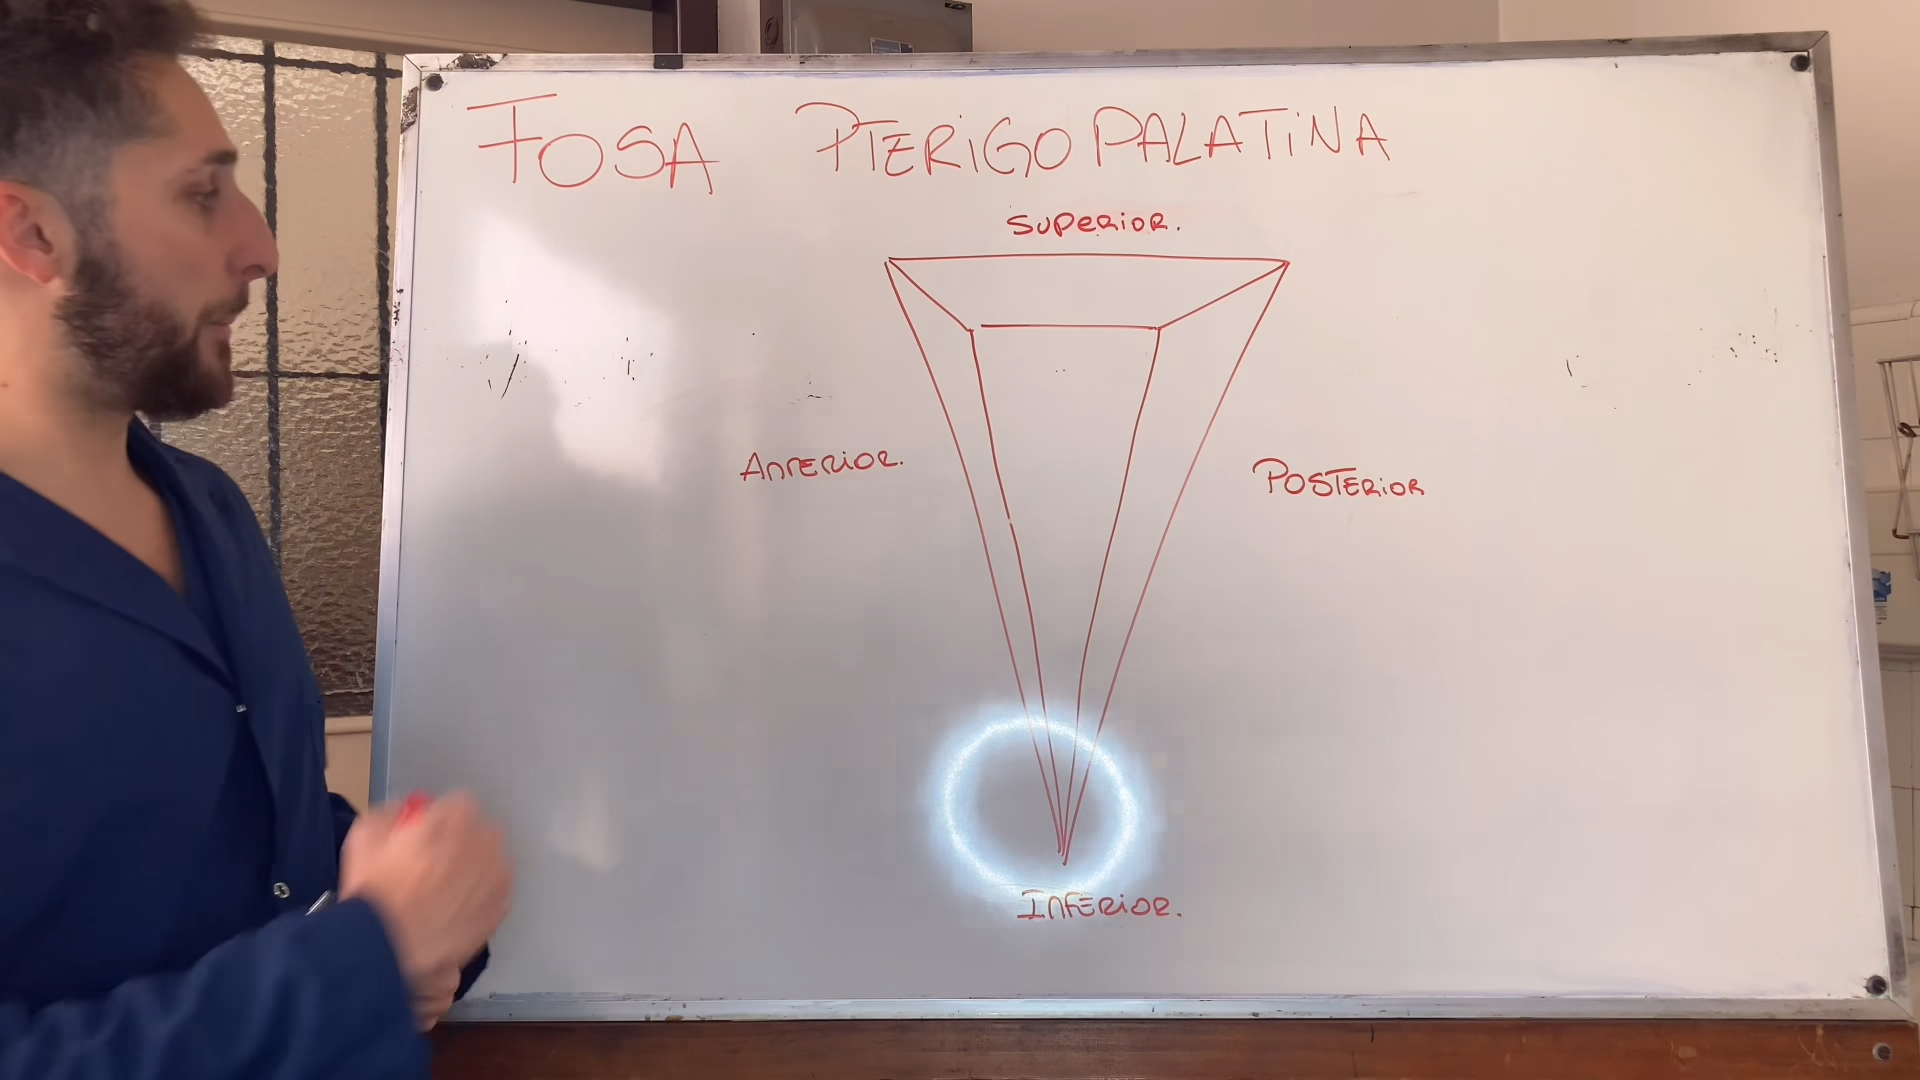 FOSA PTERIGOPALATINA
SUPERIOR.
ANTERIOR.
POSTERIOR
INFERIOR.